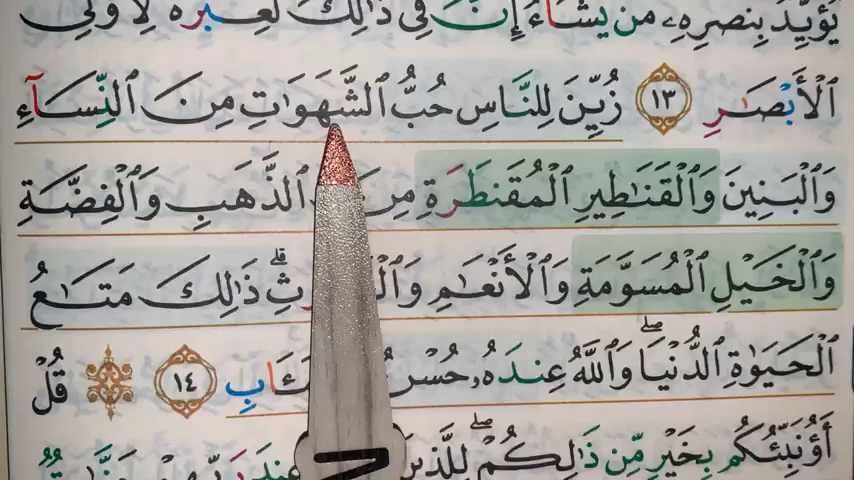 يُؤَيِّدُ بِنَصْرِهِۦ مَن يَشَآءُ إِنَّ فِى ذَٰلِكَ لَعِبْرَةً لِّأُو۟لِى
ٱلْأَبْصَـٰرِ ١٣ زُيِّنَ لِلنَّاسِ حُبُّ ٱلشَّهَوَٰتِ مِنَ ٱلنِّسَآءِ
وَٱلْبَنِينَ وَٱلْقَنَـٰطِيرِ ٱلْمُقَنطَرَةِ مِنَ ٱلذَّهَبِ وَٱلْفِضَّةِ
وَٱلْخَيْلِ ٱلْمُسَوَّمَةِ وَٱلْأَنْعَـٰمِ ذَٰلِكَ مَتَـٰعُ
ٱلْحَيَوٰةِ ٱلدُّنْيَا ۖ وَٱللَّهُ عِندَهُۥ ١٤ قُلْ
أَؤُنَبِّئُكُم بِخَيْرٍ مِّن ذَٰلِكُمْ ۖ